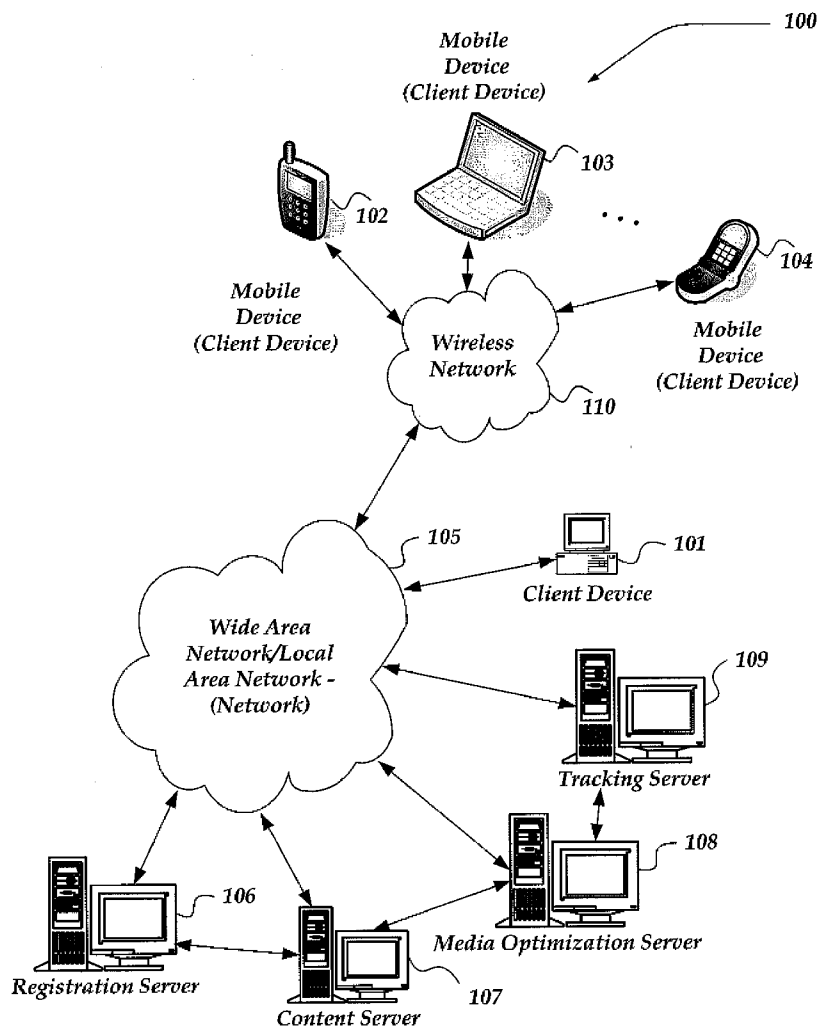 100
Mobile
Device
(Client Device)
103
102
104
Mobile
Device
(Client Device)
Wireless
Network
Mobile
Device
(Client Device)
110
105
101
Client Device
Wide Area
Network/Local
Area Network -
(Network)
109
Tracking Server
108
106
Media Optimization Server
Registration Server
107
Content Server